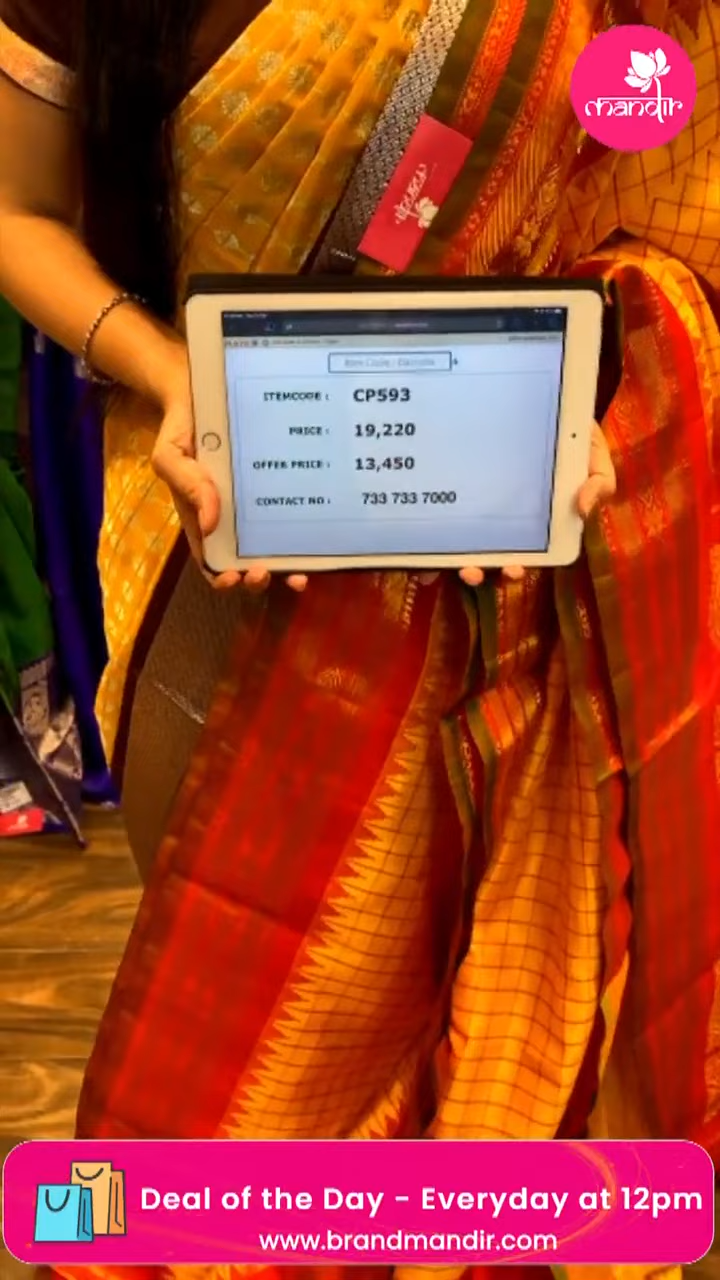 mandir
ITEMCODE : CP593
PRICE : 19,220
OFFER PRICE : 13,450
CONTACT NO : 733 733 7000
Deal of the Day - Everyday at 12pm
www.brandmandir.com